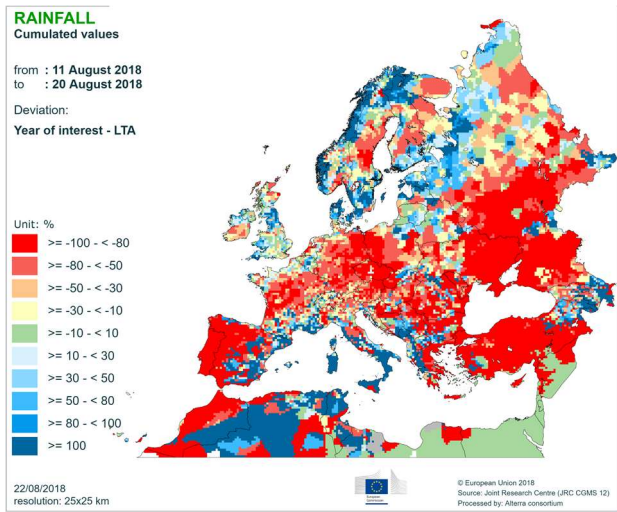 RAINFALL
Cumulated values
from : 11 August 2018
to : 20 August 2018
Deviation:
Year of interest - LTA
Unit: %
>= -100 - < -80
>= -80 - < -50
>= -50 - < -30
>= -30 - < -10
>= -10 - < 10
>= 10 - < 30
>= 30 - < 50
>= 50 - < 80
>= 80 - < 100
>= 100
22/08/2018
resolution: 25x25 km
European
Commission
© European Union 2018
Source: Joint Research Centre (JRC CGMS 12)
Processed by: Alterra consortium